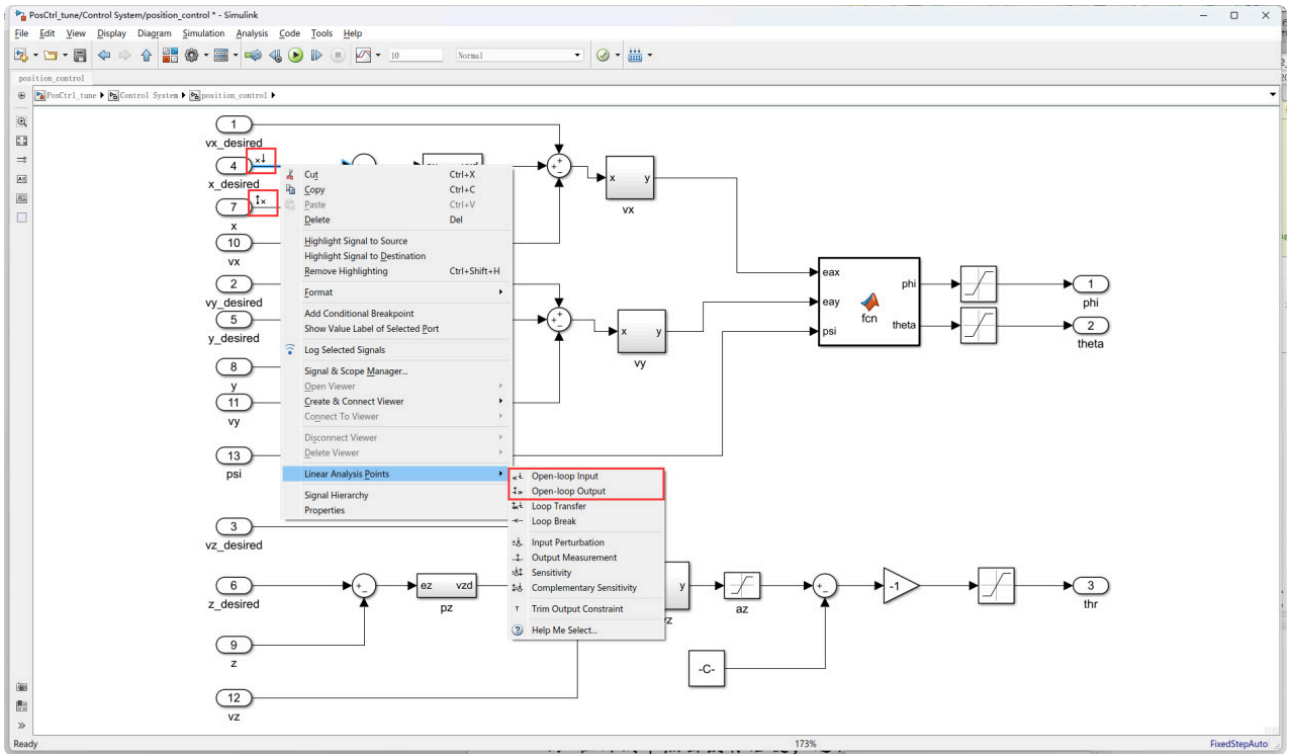 PosCtrl_tune/Control System/position_control * - Simulink
File Edit View Display Diagram Simulation Analysis Code Tools Help
10 Normal
position_control
PosCtrl_tune Control System position_control
1
vx_desired
4
x_desired
7
x
10
vx
2
vy_desired
5
y_desired
8
y
11
vy
13
psi
3
vz_desired
6
z_desired
9
z
12
vz
Cut Ctrl+X
Copy Ctrl+C
Paste Ctrl+V
Delete Del
Highlight Signal to Source
Highlight Signal to Destination
Remove Highlighting Ctrl+Shift+H
Format
Add Conditional Breakpoint
Show Value Label of Selected Port
Log Selected Signals
Signal & Scope Manager...
Open Viewer
Create & Connect Viewer
Connect To Viewer
Disconnect Viewer
Delete Viewer
Linear Analysis Points
Signal Hierarchy
Properties
Open-loop Input
Open-loop Output
Loop Transfer
Loop Break
Input Perturbation
Output Measurement
Sensitivity
Complementary Sensitivity
Trim Output Constraint
Help Me Select...
x y
vx
x y
vy
eax
eay
psi
fcn
phi
theta
1
phi
2
theta
ez vzd
pz
y
az
-1
3
thr
-C-
Ready 173% FixedStepAuto